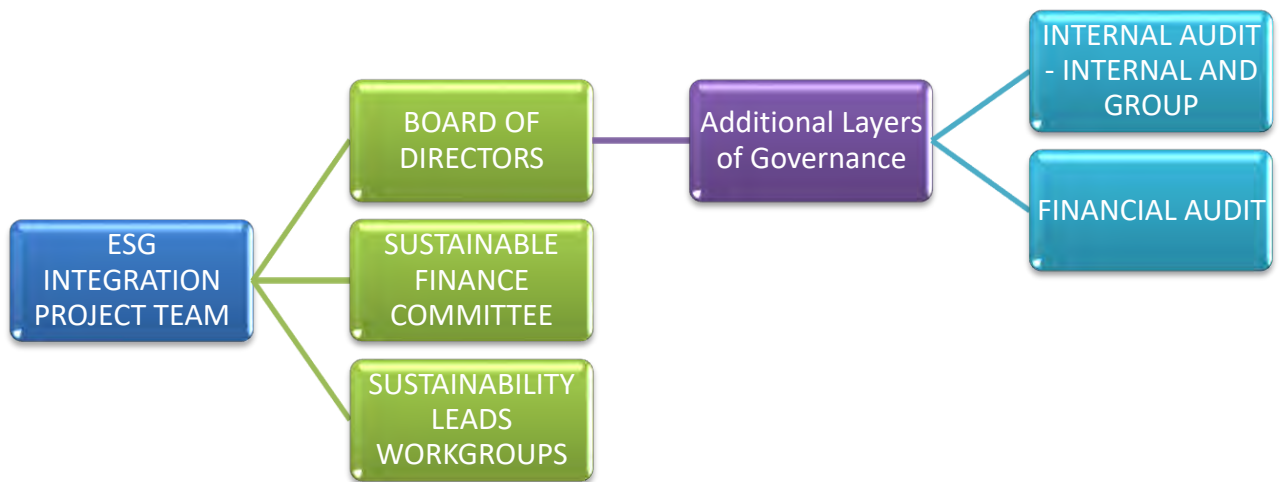 ESG
INTEGRATION
PROJECT TEAM
BOARD OF
DIRECTORS
SUSTAINABLE
FINANCE
COMMITTEE
SUSTAINABILITY
LEADS
WORKGROUPS
Additional Layers
of Governance
INTERNAL AUDIT
- INTERNAL AND
GROUP
FINANCIAL AUDIT